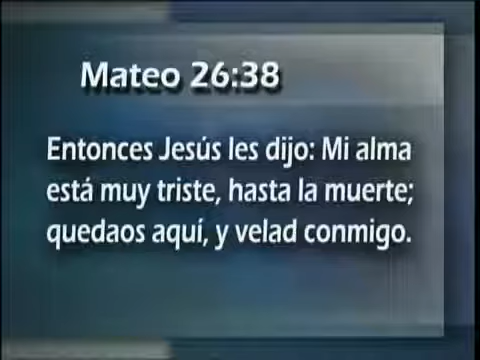 Mateo 26:38
Entonces Jesús les dijo: Mi alma
está muy triste, hasta la muerte;
quedaos aquí, y velad conmigo.